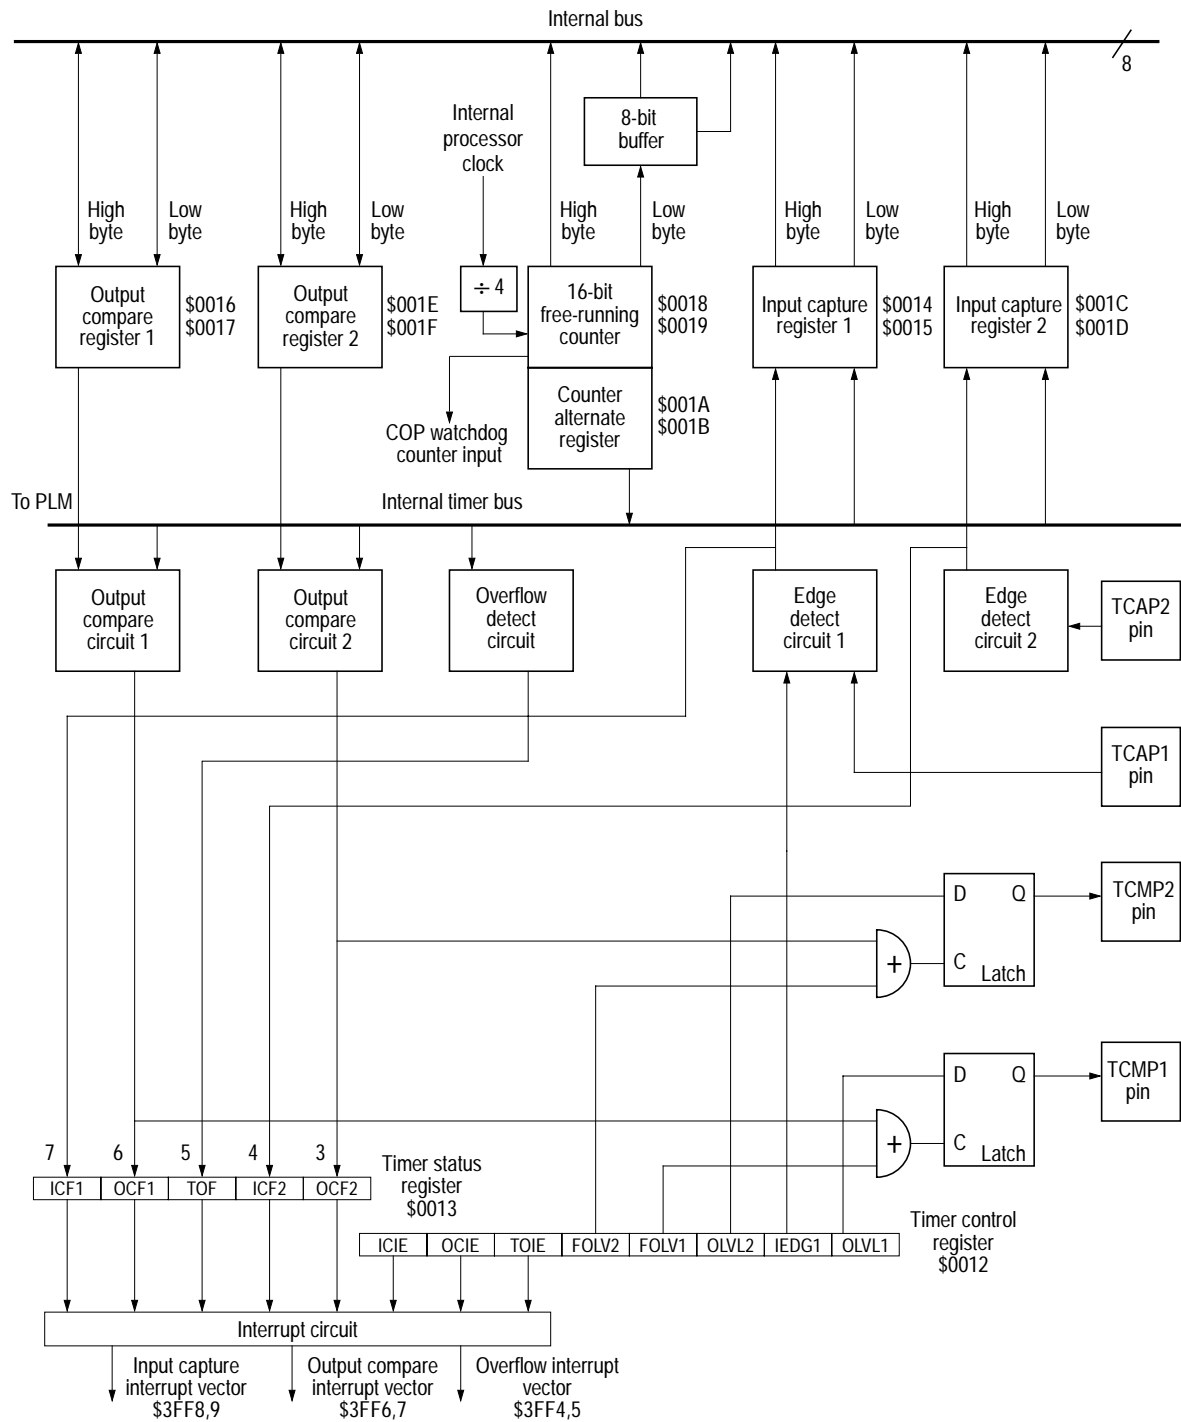 Internal bus
8
8-bit
buffer
Internal
processor
clock
High
byte
Low
byte
High
byte
Low
byte
High
byte
Low
byte
High
byte
Low
byte
High
byte
Low
byte
Output
compare
register 1
$0016
$0017
Output
compare
register 2
$001E
$001F
÷ 4
16-bit
free-running
counter
$0018
$0019
Input capture
register 1
$0014
$0015
Input capture
register 2
$001C
$001D
Counter
alternate
register
$001A
$001B
COP watchdog
counter input
To PLM
Internal timer bus
Output
compare
circuit 1
Output
compare
circuit 2
Overflow
detect
circuit
Edge
detect
circuit 1
Edge
detect
circuit 2
TCAP2
pin
TCAP1
pin
D
Q
C
Latch
TCMP2
pin
+
D
Q
C
Latch
TCMP1
pin
+
7
6
5
4
3
ICF1
OCF1
TOF
ICF2
OCF2
Timer status
register
$0013
ICIE
OCIE
TOIE
FOLV2
FOLV1
OLVL2
IEDG1
OLVL1
Timer control
register
$0012
Interrupt circuit
Input capture
interrupt vector
$3FF8,9
Output compare
interrupt vector
$3FF6,7
Overflow interrupt
vector
$3FF4,5